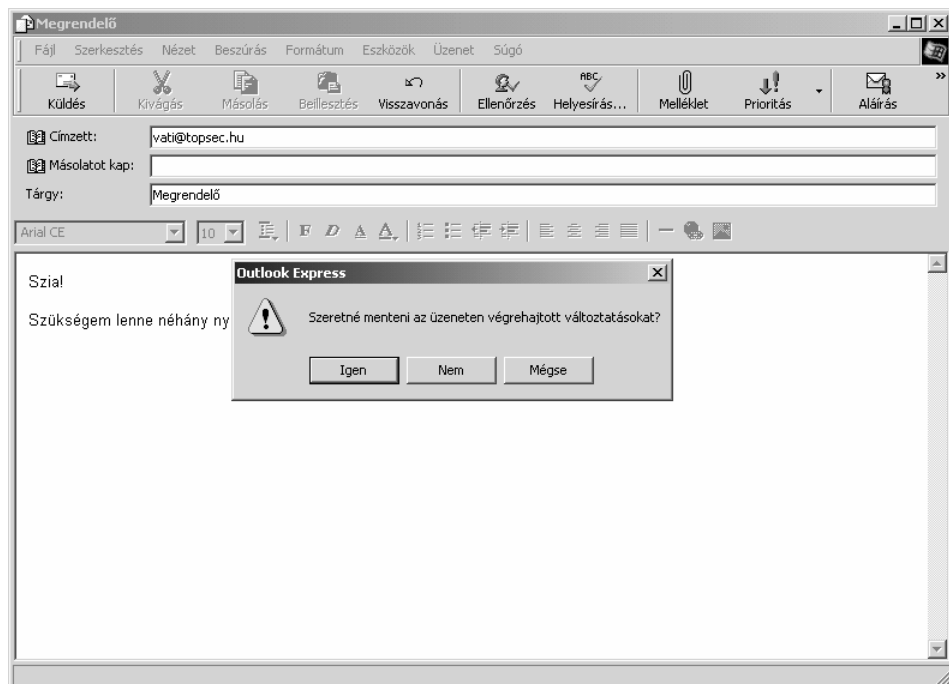 Megrendelő
Fájl Szerkesztés Nézet Beszúrás Formátum Eszközök Üzenet Súgó
Küldés Kivágás Másolás Beillesztés Visszavonás Ellenőrzés Helyesírás... Melléklet Prioritás Aláírás
Címzett: vati@topsec.hu
Másolatot kap:
Tárgy: Megrendelő
Arial CE 10
Szia!
Szükségem lenne néhány ny
Outlook Express
Szeretné menteni az üzeneten végrehajtott változtatásokat?
Igen Nem Mégse